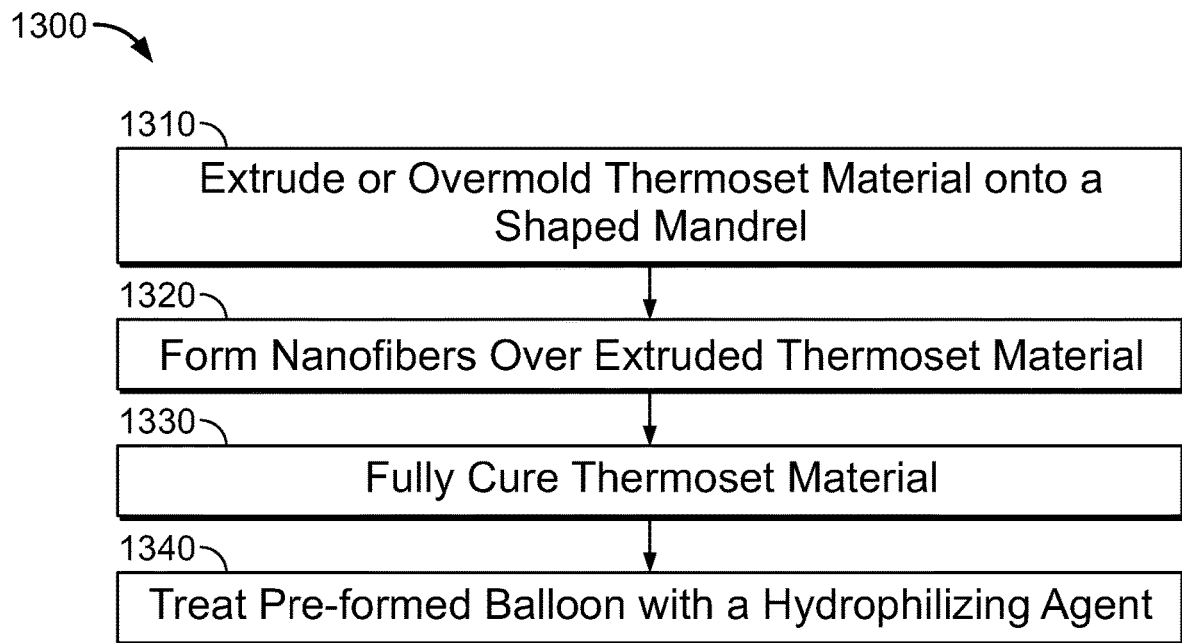 1300
1310
Extrude or Overmold Thermoset Material onto a
Shaped Mandrel
1320
Form Nanofibers Over Extruded Thermoset Material
1330
Fully Cure Thermoset Material
1340
Treat Pre-formed Balloon with a Hydrophilizing Agent